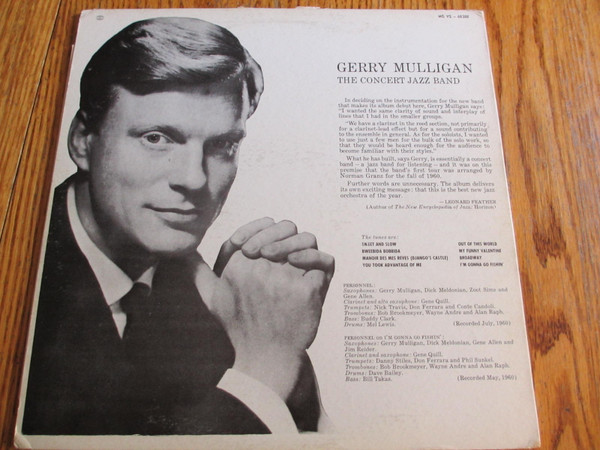 GERRY MULLIGAN
THE CONCERT JAZZ BAND
In deciding on the instrumentation for the new band
that makes its album debut here, Gerry Mulligan says:
"I wanted the same clarity of sound and interplay of
lines that I had in the smaller groups.
"We have a clarinet in the reed section, not primarily
for a clarinet-lead effort but for a sound contributing
to the ensemble in general. As for the soloists, I wanted
to use just a few men for the bulk of the solo work, so
that they would be heard enough for the audience to
become familiar with their styles."
What he has built, says Gerry, is essentially a concert
band—a jazz band for listening—and it was on this
premise that the band's first tour was arranged by
Norman Granz for the fall of 1960.
Further words are unnecessary. The album delivers
its own exciting message: that this is the best new jazz
orchestra of the year.
—LEONARD FEATHER
(Author of The New Encyclopedia of Jazz; Horizon)
The tunes are:
SWEET AND SLOW
BWEEBIDA BOBBIDA
MANOIR DES MES REVES (DJANGO'S CASTLE)
YOU TOOK ADVANTAGE OF ME
OUT OF THIS WORLD
MY FUNNY VALENTINE
BROADWAY
I'M GONNA GO FISHIN'
PERSONNEL:
Saxophones: Gerry Mulligan, Dick Meldonian, Zoot Sims and
Gene Allen.
Clarinet and alto saxophone: Gene Quill.
Trumpets: Nick Travis, Don Ferrara and Conte Candoli.
Trombones: Bob Brookmeyer, Wayne Andre and Alan Raph.
Bass: Buddy Clark.
Drums: Mel Lewis. (Recorded July, 1960)
PERSONNEL ON I'M GONNA GO FISHIN':
Saxophones: Gerry Mulligan, Dick Meldonian, Gene Allen and
Jim Reider.
Clarinet and saxophone: Gene Quill.
Trumpets: Danny Stiles, Don Ferrara and Phil Sunkel.
Trombones: Bob Brookmeyer, Wayne Andre and Alan Raph.
Drums: Dave Bailey.
Bass: Bill Takas. (Recorded May, 1960)